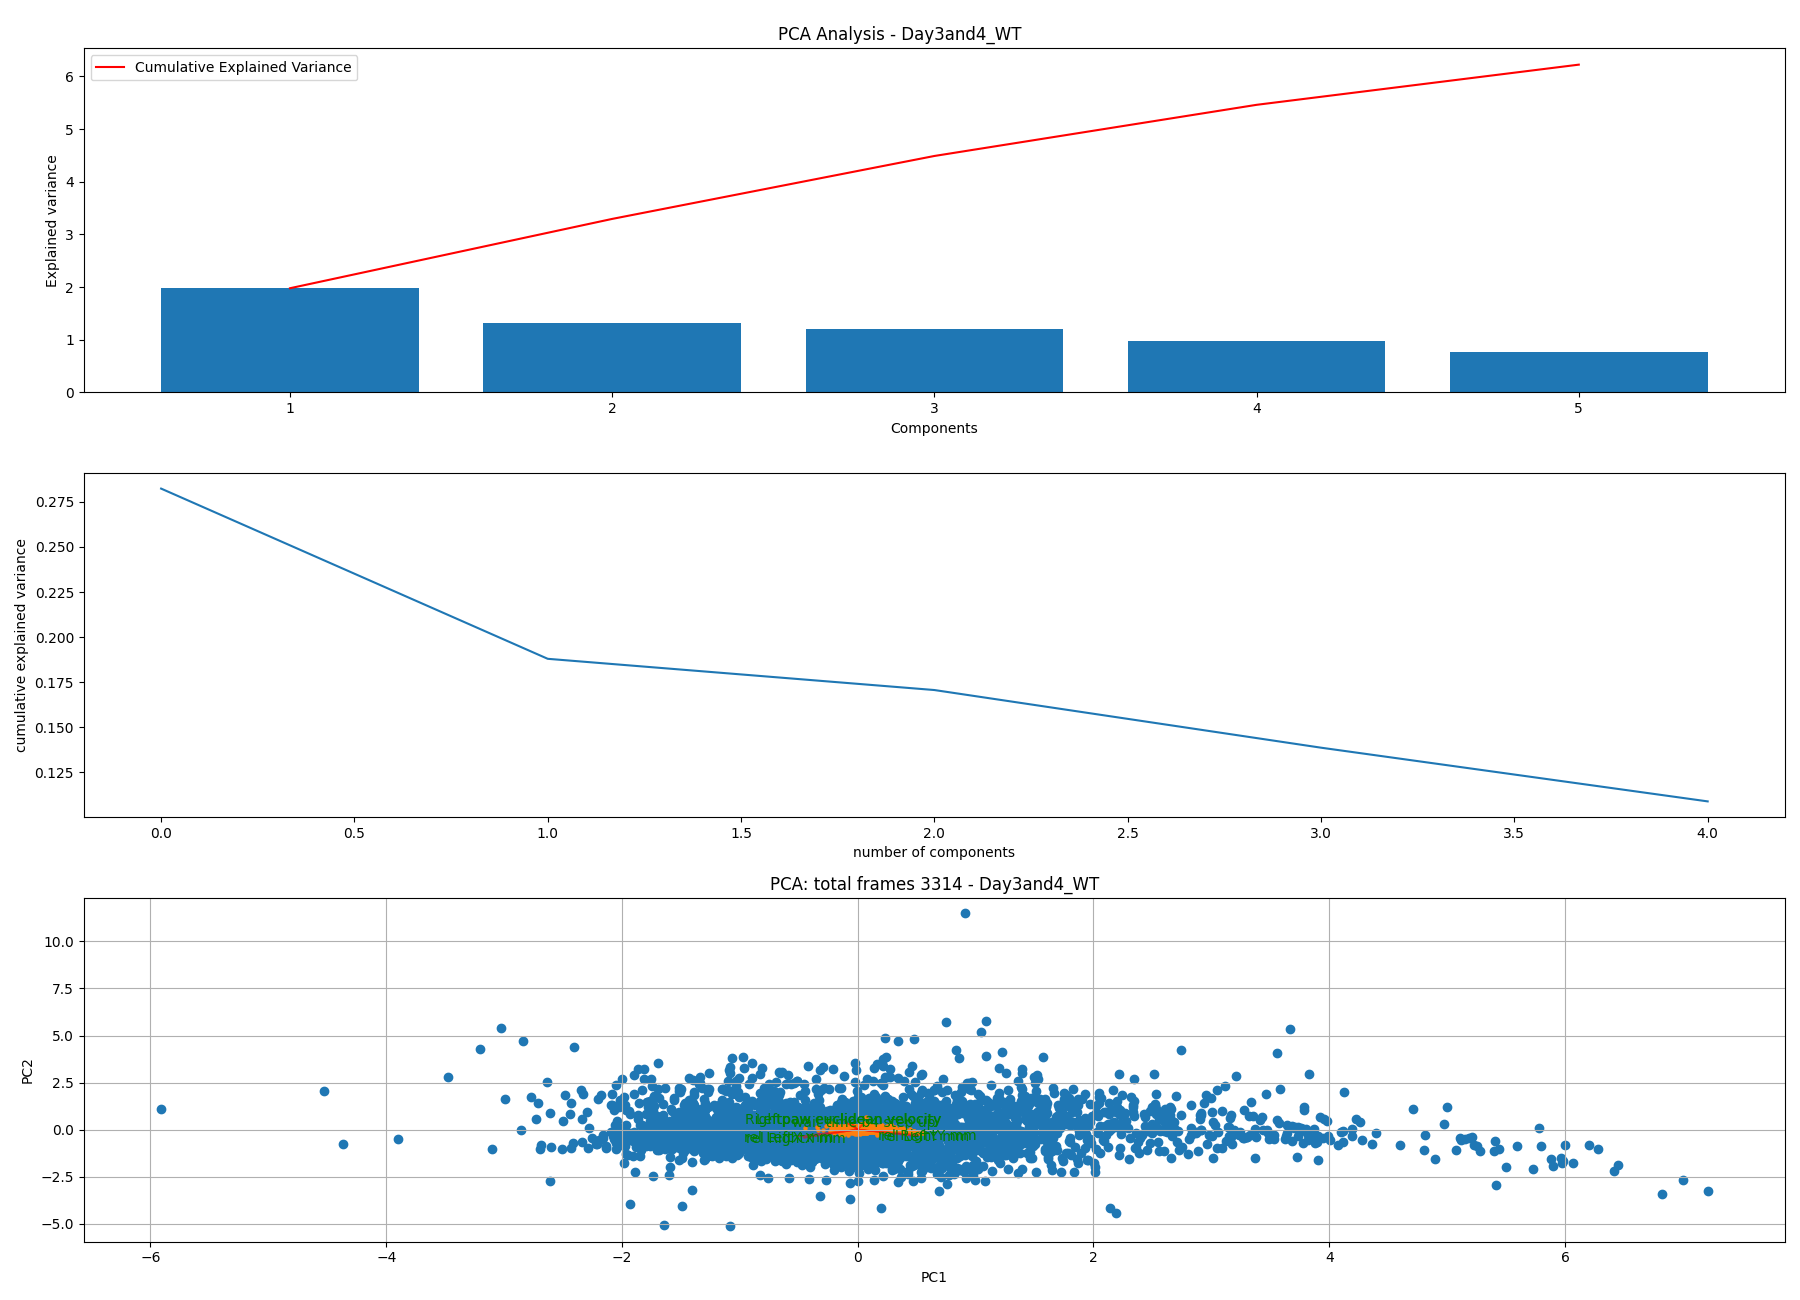 PCA Analysis - Day3and4_WT
Cumulative Explained Variance
6
5
4
3
2
1
0
Explained variance
1 2 3 4 5
Components
0.275
0.250
0.225
0.200
0.175
0.150
0.125
cumulative explained variance
0.0 0.5 1.0 1.5 2.0 2.5 3.0 3.5 4.0
number of components
PCA: total frames 3314 - Day3and4_WT
10.0
7.5
5.0
2.5
0.0
−2.5
−5.0
PC2
euclidean velocity
−6 −4 −2 0 2 4 6
PC1